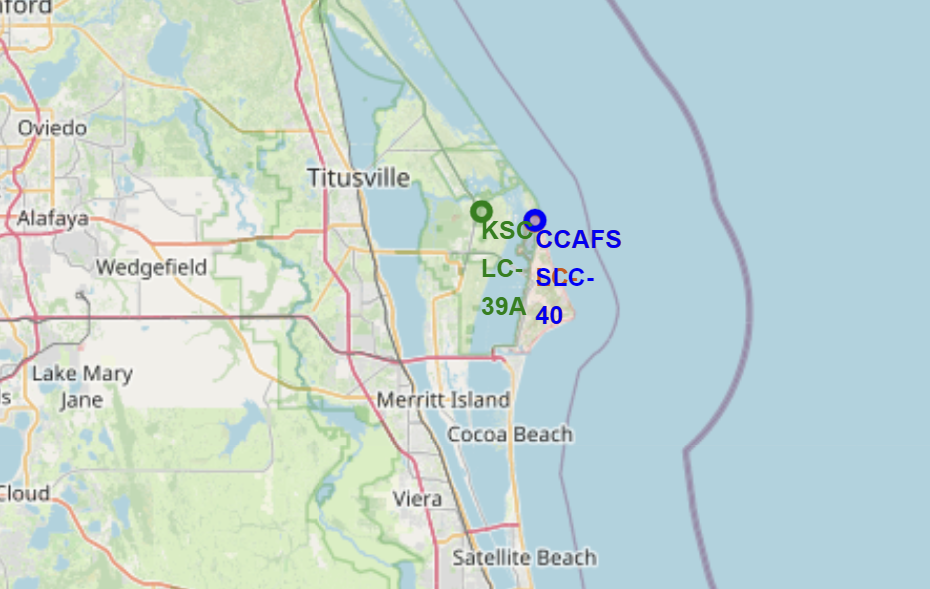 nford
Oviedo
Titusville
Alafaya
KSC
CCAFS
Wedgefield
LC-
SLC-
39A
40
Lake Mary
Jane
s
Merritt Island
Cocoa Beach
Cloud
Viera
Satellite Beach